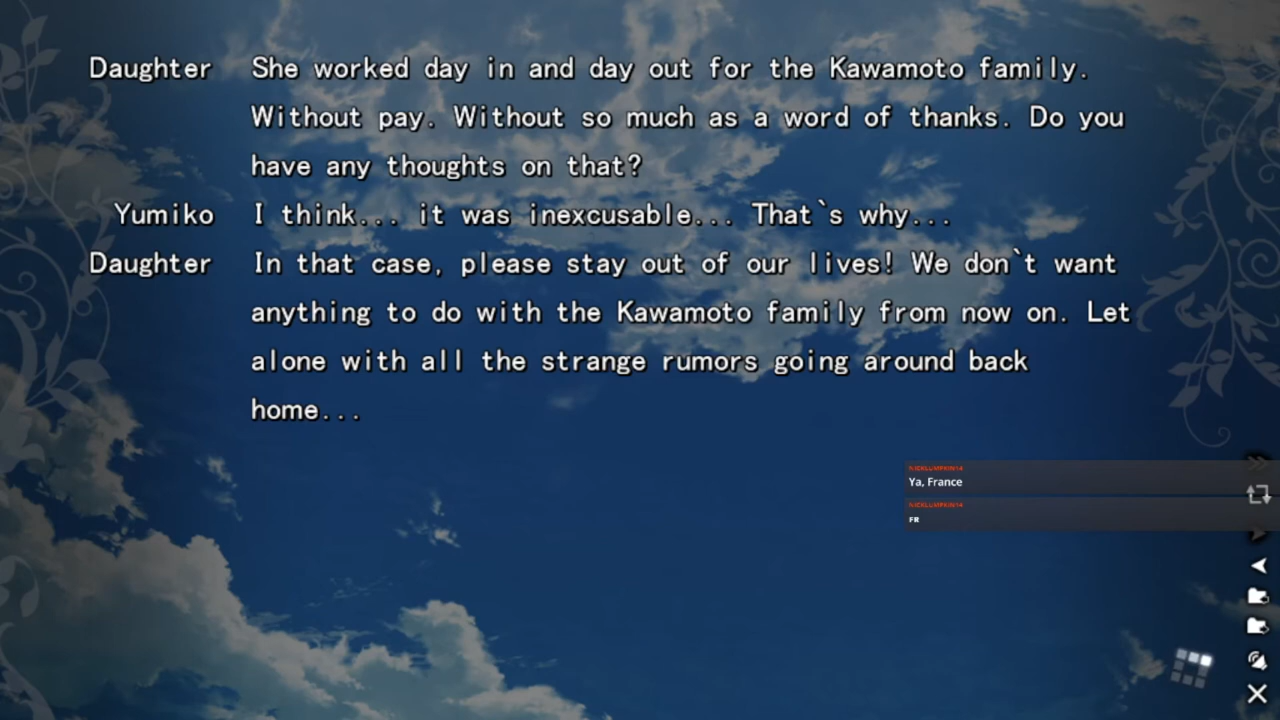 Daughter She worked day in and day out for the Kawamoto family.
Without pay. Without so much as a word of thanks. Do you
have any thoughts on that?
Yumiko I think... it was inexcusable... That`s why...
Daughter In that case, please stay out of our lives! We don`t want
anything to do with the Kawamoto family from now on. Let
alone with all the strange rumors going around back
home...
NICKLUMPKIN14
Ya, France
NICKLUMPKIN14
FR